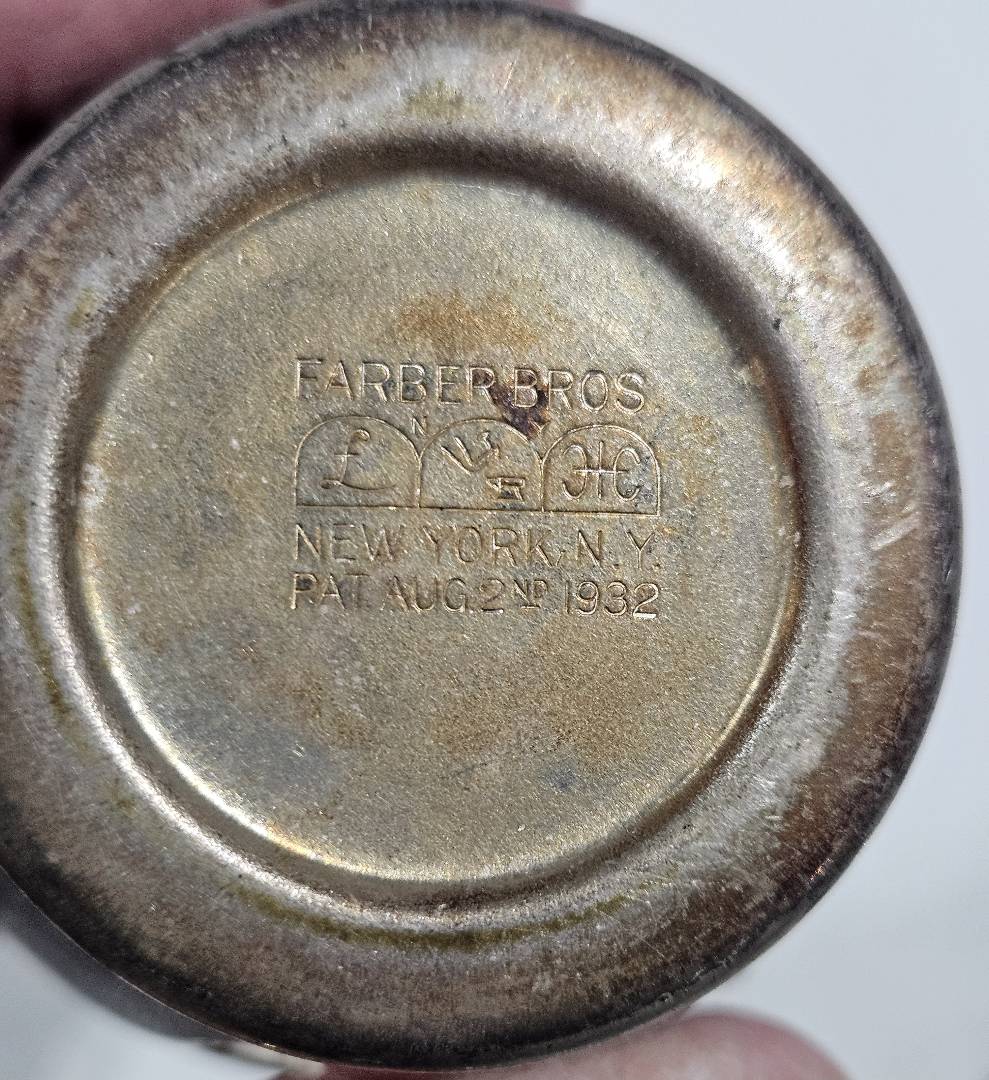 FARBER BROS
N
NEW YORK, N.Y.
PAT. AUG. 2ND 1932